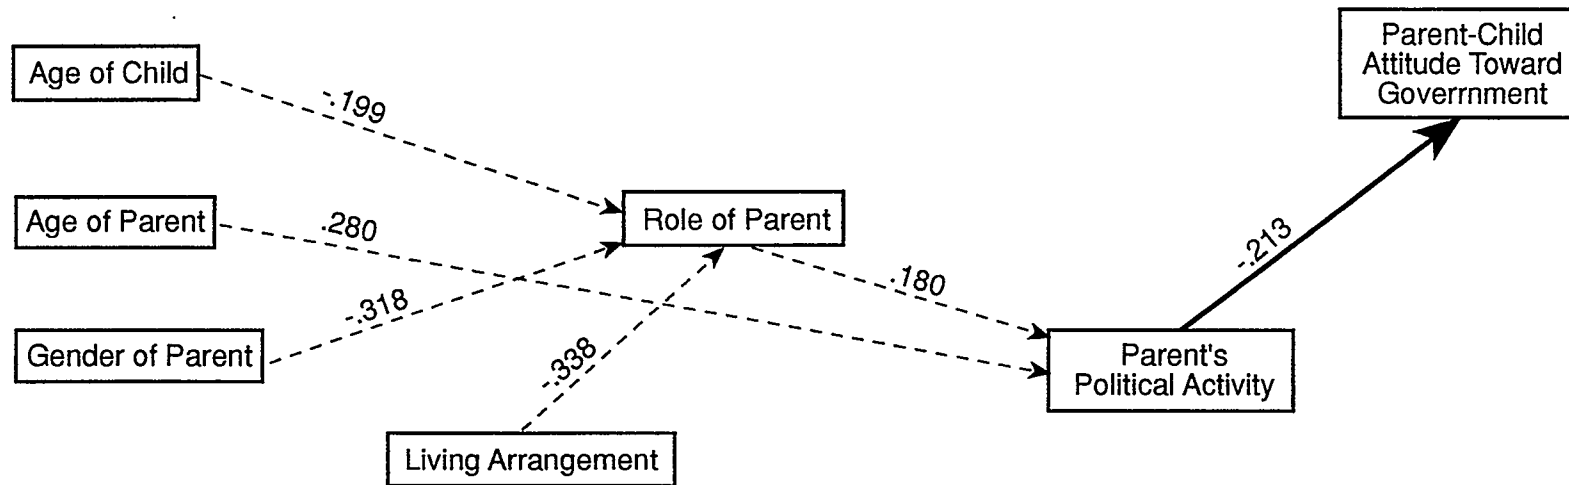 Parent-Child
Attitude Toward
Goverrnment
Age of Child
-.199
Age of Parent
.280
Role of Parent
-.213
.180
-.318
Gender of Parent
-.338
Parent's
Political Activity
Living Arrangement